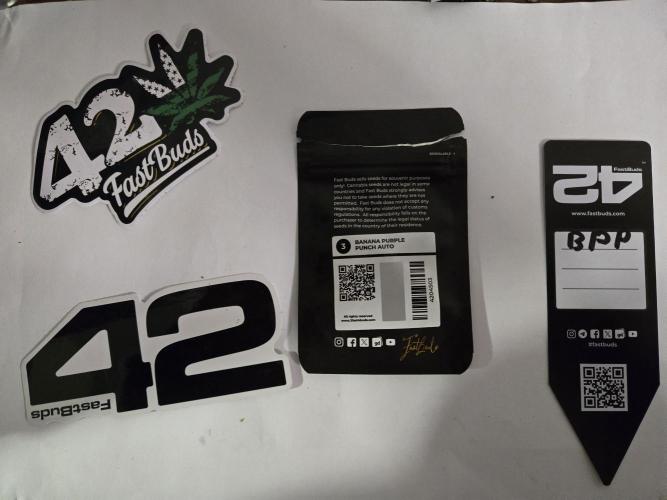 42
FastBuds
42
FastBuds
RESEALABLE
Fast Buds sells seeds for souvenir purposes
only! Cannabis seeds are not legal in some
countries and Fast Buds strongly advises
you not to take seeds where they are not
permitted. Fast Buds does not accept any
responsibility for any violation of customs
regulations. All responsibility falls on the
purchaser to determine the legal status of
seeds in the country of their residence.
3 BANANA PURPLE
PUNCH AUTO
All rights reserved
www.2fast4buds.com
4204603
FastBuds
FastBuds
42
www.fastbuds.com
BPP
#fastbuds